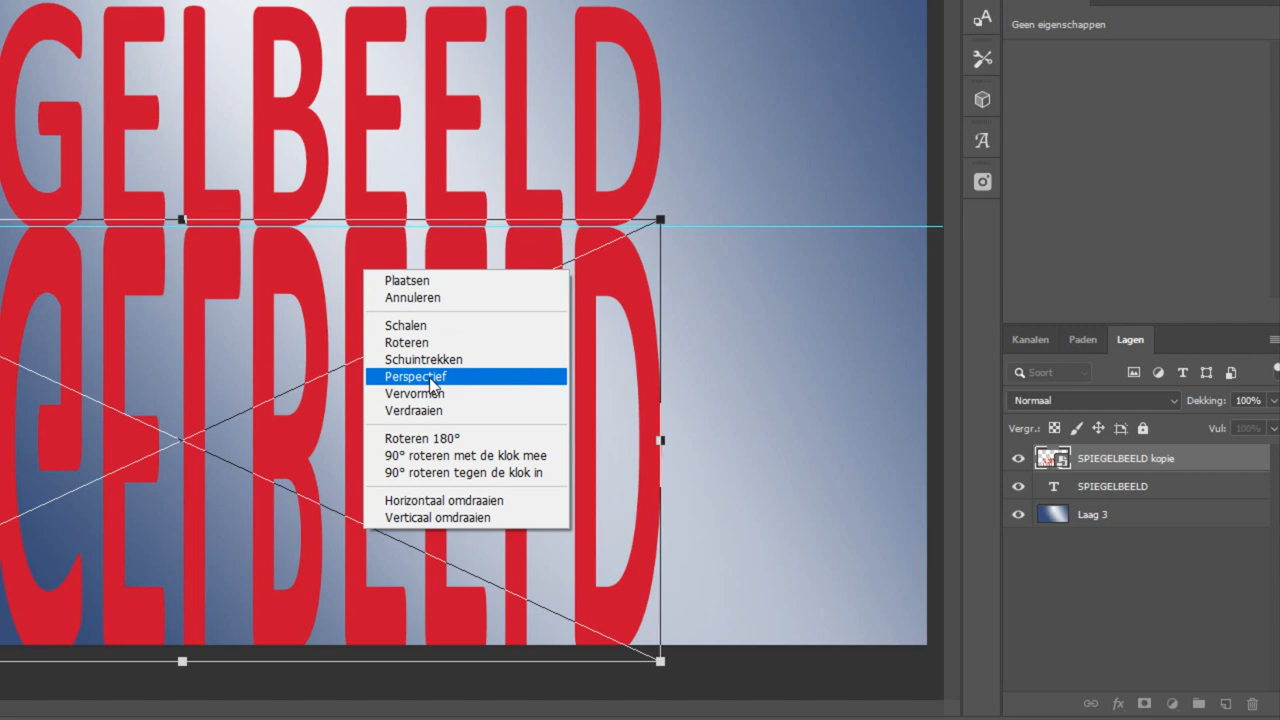 GELBEELD
Geen eigenschappen
Plaatsen
Annuleren
Schalen
Roteren
Schuintrekken
Perspectief
Vervormen
Verdraaien
Roteren 180°
90° roteren met de klok mee
90° roteren tegen de klok in
Horizontaal omdraaien
Verticaal omdraaien
Kanalen Paden Lagen
Soort
Normaal Dekking: 100%
Vergr.: Vul: 100%
SPIEGELBEELD kopie
T SPIEGELBEELD
Laag 3
fx